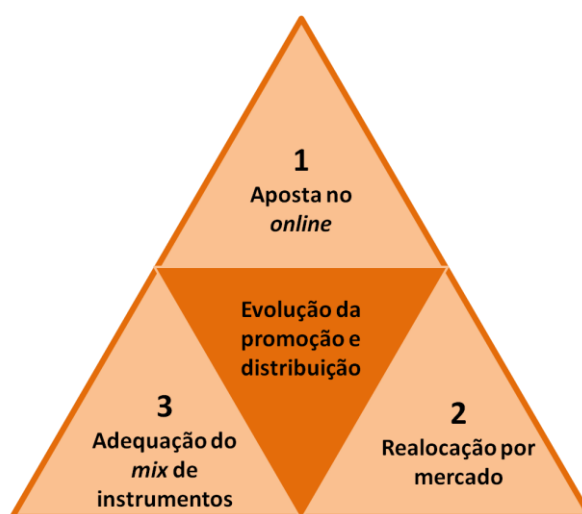 1
Aposta no
online
Evolução da
promoção e
distribuição
3
Adequação do
mix de
instrumentos
2
Realocação por
mercado